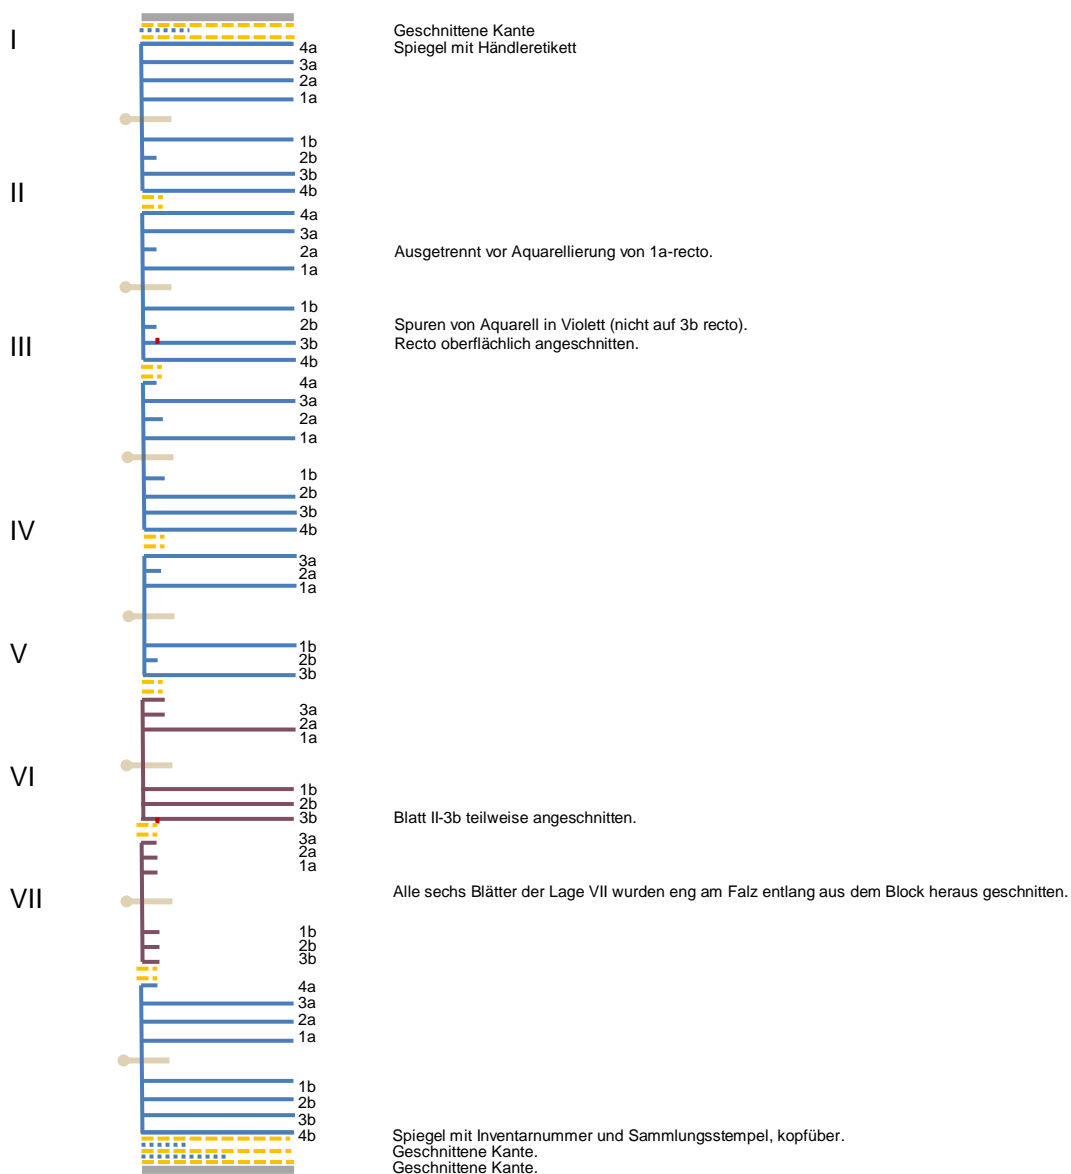 Geschnittene Kante
I
Spiegel mit Händleretikett
4a
3a
2a
1a
1b
2b
3b
II
4b
4a
3a
2a Ausgetrennt vor Aquarellierung von 1a-recto.
1a
1b
2b Spuren von Aquarell in Violett (nicht auf 3b recto).
III
3b Recto oberflächlich angeschnitten.
4b
4a
3a
2a
1a
1b
2b
3b
IV
4b
3a
2a
1a
1b
V
2b
3b
3a
2a
1a
VI
1b
2b
3b Blatt II-3b teilweise angeschnitten.
3a
2a
1a
Alle sechs Blätter der Lage VII wurden eng am Falz entlang aus dem Block heraus geschnitten.
VII
1b
2b
3b
4a
3a
2a
1a
1b
2b
3b
4b Spiegel mit Inventarnummer und Sammlungsstempel, kopfüber.
Geschnittene Kante.
Geschnittene Kante.